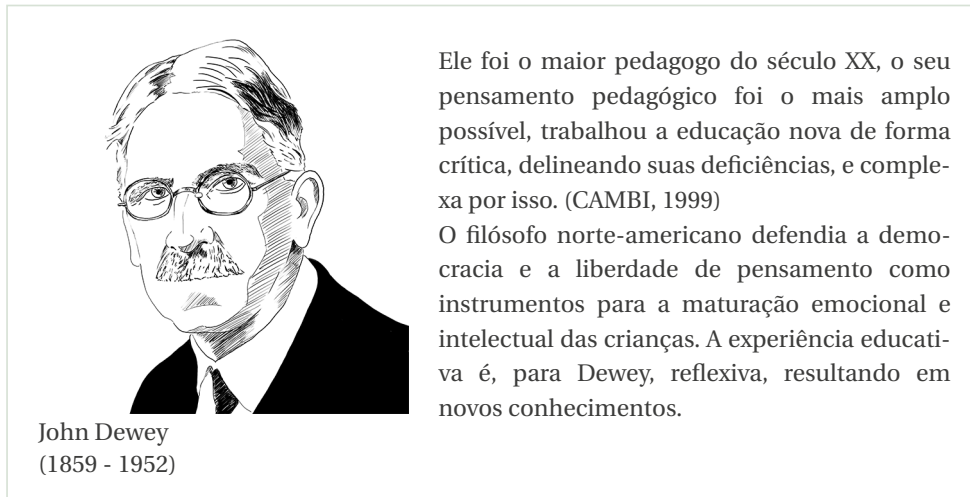 Ele foi o maior pedagogo do século XX, o seu
pensamento pedagógico foi o mais amplo
possível, trabalhou a educação nova de forma
crítica, delineando suas deficiências, e comple-
xa por isso. (CAMBI, 1999)
O filósofo norte-americano defendia a demo-
cracia e a liberdade de pensamento como
instrumentos para a maturação emocional e
intelectual das crianças. A experiência educati-
va é, para Dewey, reflexiva, resultando em
novos conhecimentos.
John Dewey
(1859 - 1952)